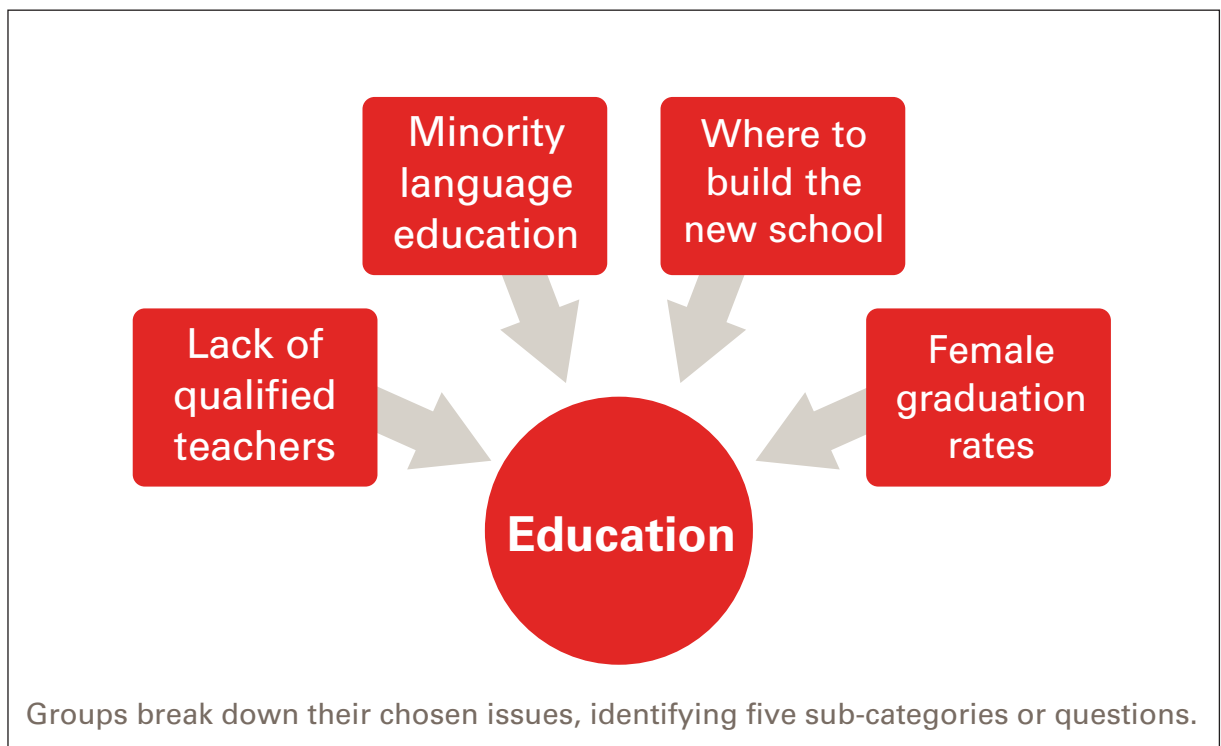 Minority
language
education
Where to
build the
new school
Lack of
qualified
teachers
Female
graduation
rates
Education
Groups break down their chosen issues, identifying five sub-categories or questions.